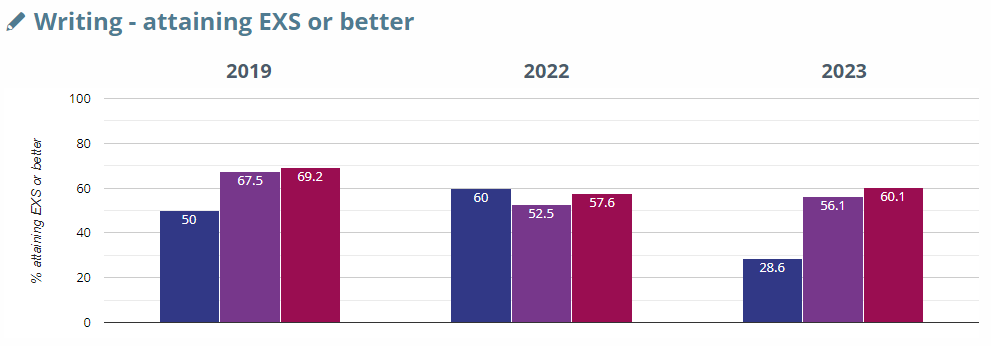 Writing - attaining EXS or better
2019 2022 2023
% attaining EXS or better
100
80
60
40
20
0
50 67.5 69.2
60 52.5 57.6
28.6 56.1 60.1